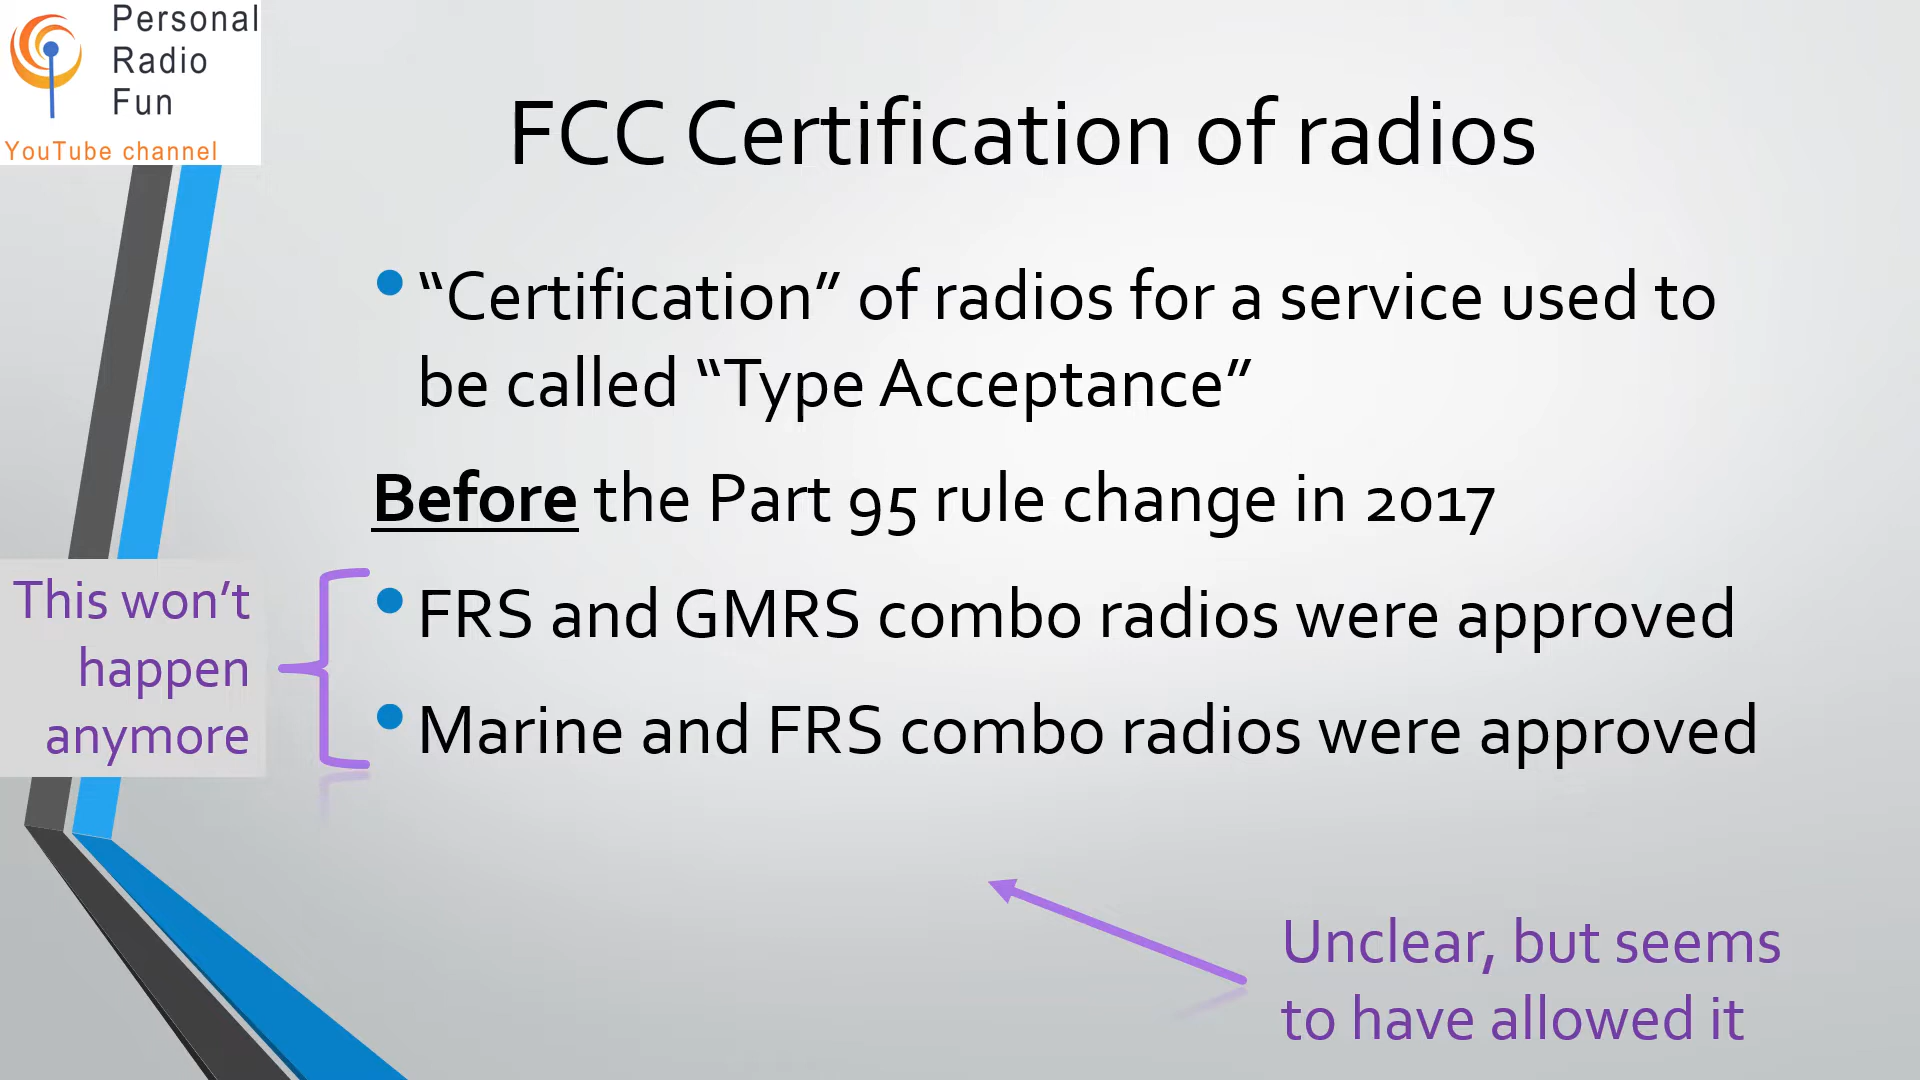 Personal
Radio
Fun
YouTube channel
FCC Certification of radios
“Certification” of radios for a service used to
be called “Type Acceptance”
Before the Part 95 rule change in 2017
This won’t
happen
anymore
FRS and GMRS combo radios were approved
Marine and FRS combo radios were approved
Unclear, but seems
to have allowed it